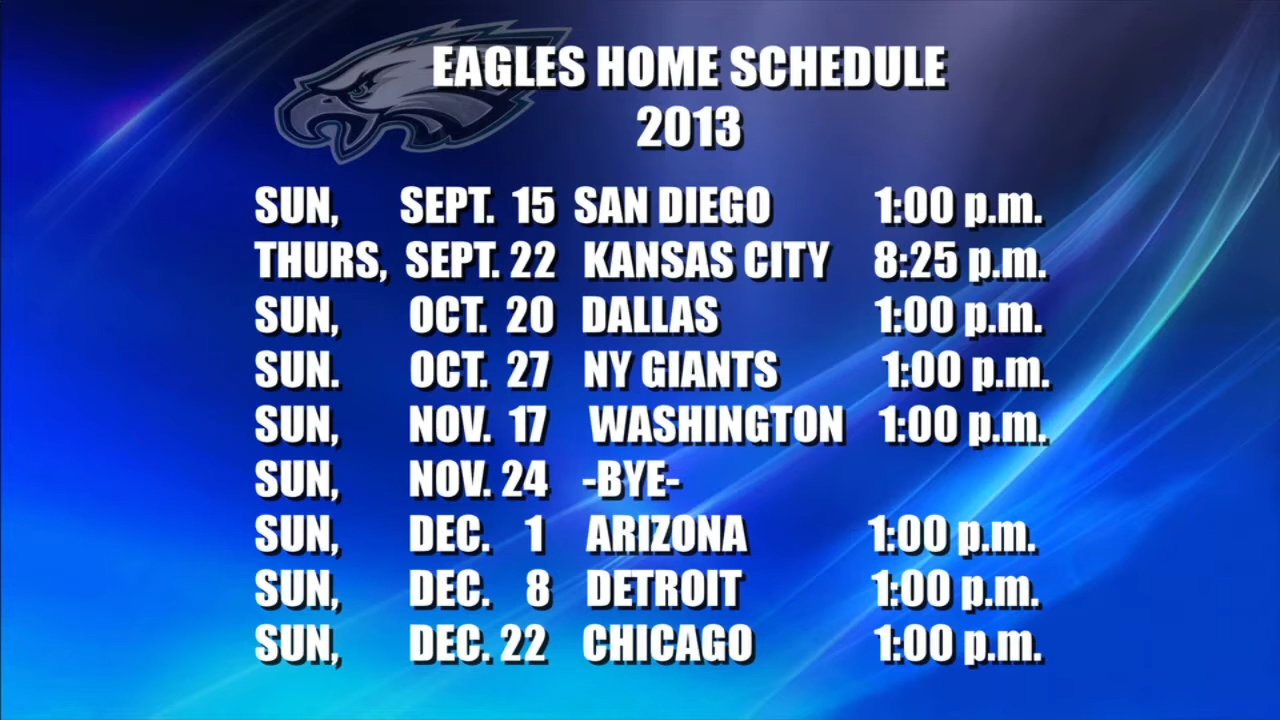 EAGLES HOME SCHEDULE
2013
SUN, SEPT. 15 SAN DIEGO 1:00 p.m.
THURS, SEPT. 22 KANSAS CITY 8:25 p.m.
SUN, OCT. 20 DALLAS 1:00 p.m.
SUN. OCT. 27 NY GIANTS 1:00 p.m.
SUN, NOV. 17 WASHINGTON 1:00 p.m.
SUN, NOV. 24 -BYE-
SUN, DEC. 1 ARIZONA 1:00 p.m.
SUN, DEC. 8 DETROIT 1:00 p.m.
SUN, DEC. 22 CHICAGO 1:00 p.m.